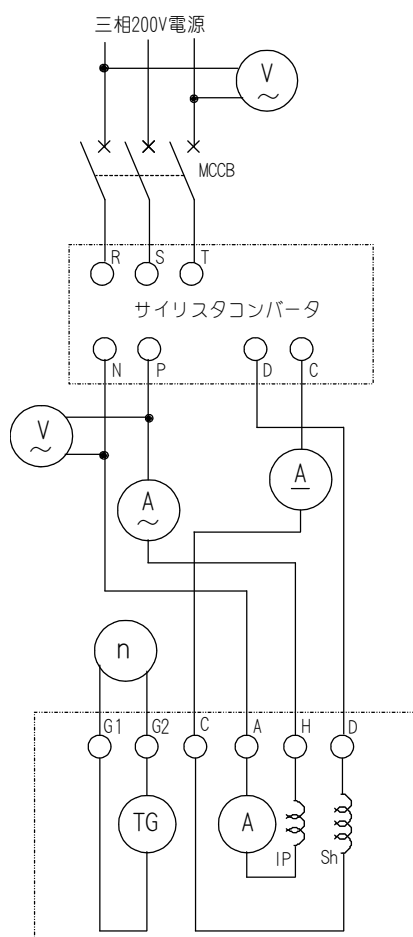 三相200V電源
V
～
MCCB
R S T
サイリスタコンバータ
N P D C
V
～
A
～
A
n
G1 G2 C A H D
TG
A
IP
Sh